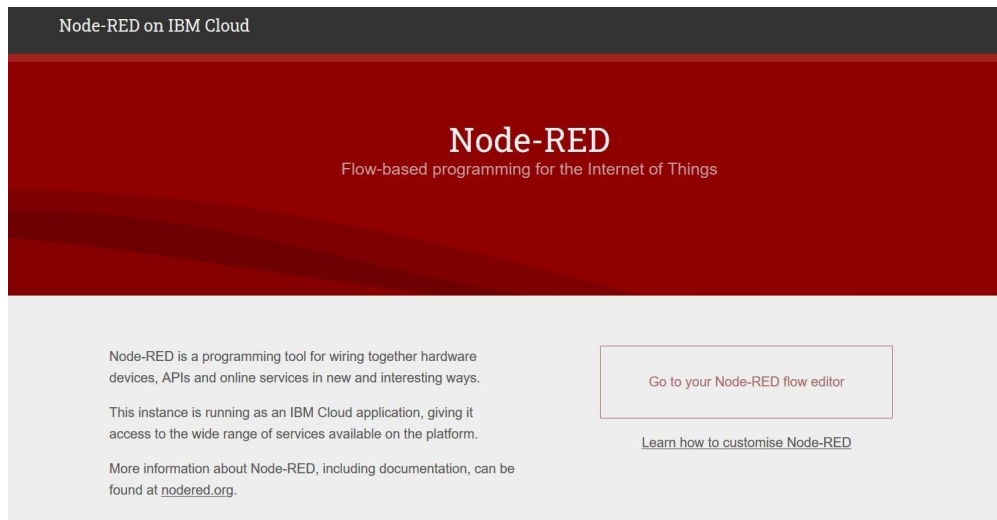 Node-RED on IBM Cloud
Node-RED
Flow-based programming for the Internet of Things
Node-RED is a programming tool for wiring together hardware
devices, APIs and online services in new and interesting ways.
This instance is running as an IBM Cloud application, giving it
access to the wide range of services available on the platform.
More information about Node-RED, including documentation, can be
found at nodered.org.
Go to your Node-RED flow editor
Learn how to customise Node-RED